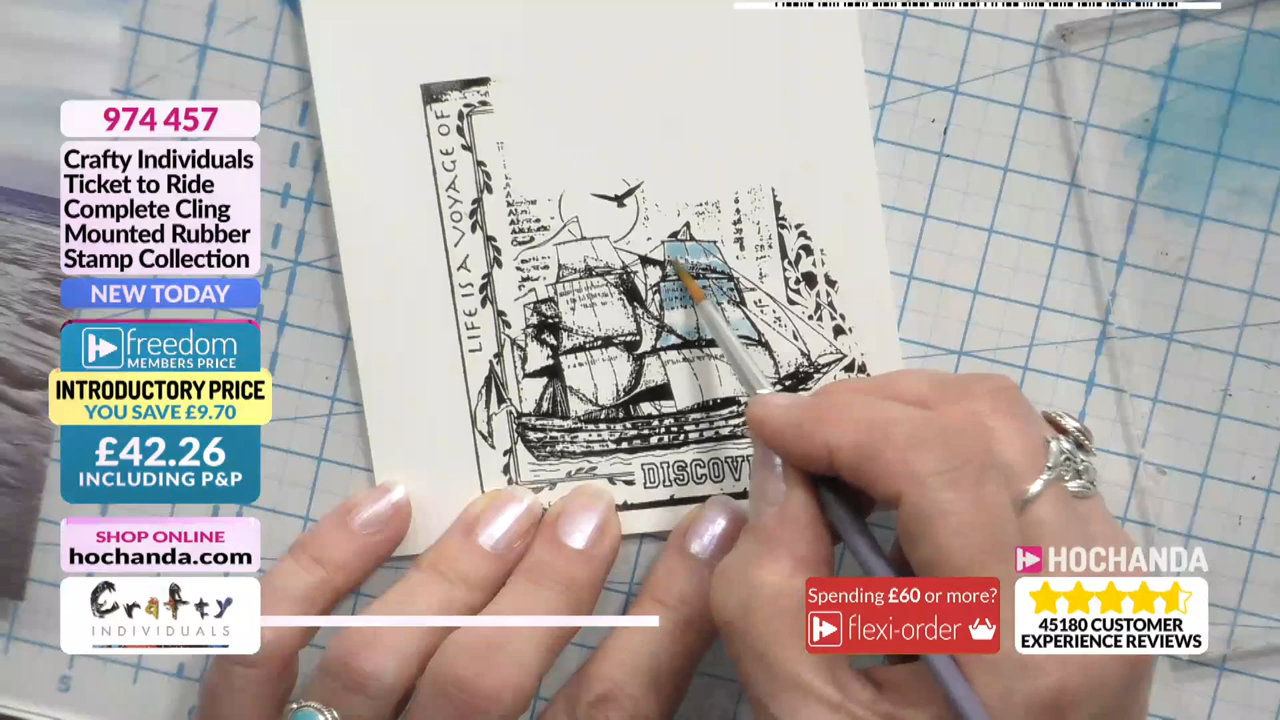 974 457
Crafty Individuals
Ticket to Ride
Complete Cling
Mounted Rubber
Stamp Collection
NEW TODAY
freedom
MEMBERS PRICE
INTRODUCTORY PRICE
YOU SAVE £9.70
£42.26
INCLUDING P&P
SHOP ONLINE
hochanda.com
Crafty
INDIVIDUALS
LIFE IS A VOYAGE OF
DISCOV
5
HOCHANDA
Spending £60 or more?
flexi-order
45180 CUSTOMER
EXPERIENCE REVIEWS